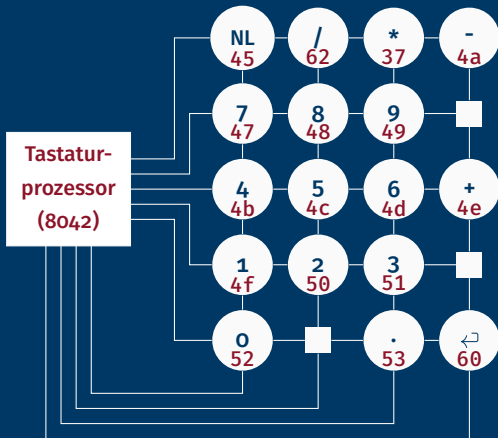 NL / * -
45 62 37 4a
7 8 9
47 48 49
Tastatur-
prozessor
(8042)
4 5 6 +
4b 4c 4d 4e
1 2 3
4f 50 51
0 . ↵
52 53 60